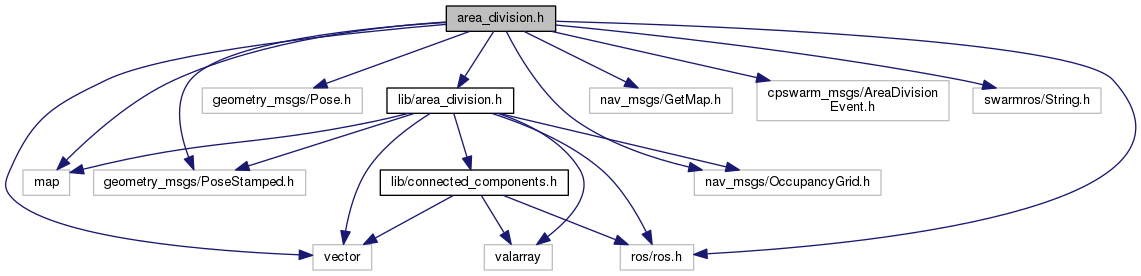 area_division.h
geometry_msgs/Pose.h
lib/area_division.h
nav_msgs/GetMap.h
cpswarm_msgs/AreaDivision
Event.h
swarmros/String.h
map
geometry_msgs/PoseStamped.h
lib/connected_components.h
nav_msgs/OccupancyGrid.h
vector
valarray
ros/ros.h